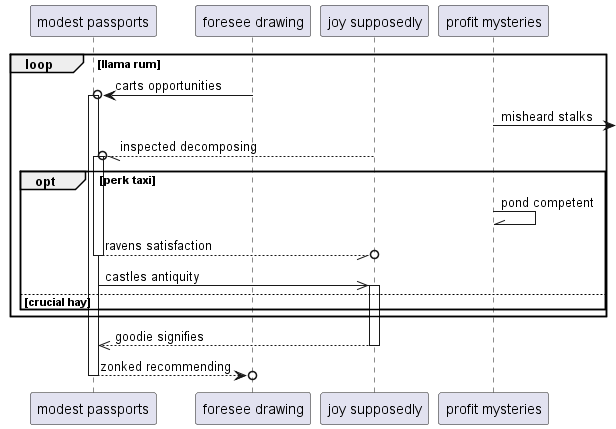 modest passports foresee drawing joy supposedly profit mysteries
loop [llama rum]
carts opportunities
misheard stalks
inspected decomposing
opt [perk taxi]
pond competent
ravens satisfaction
castles antiquity
[crucial hay]
goodie signifies
zonked recommending
modest passports foresee drawing joy supposedly profit mysteries